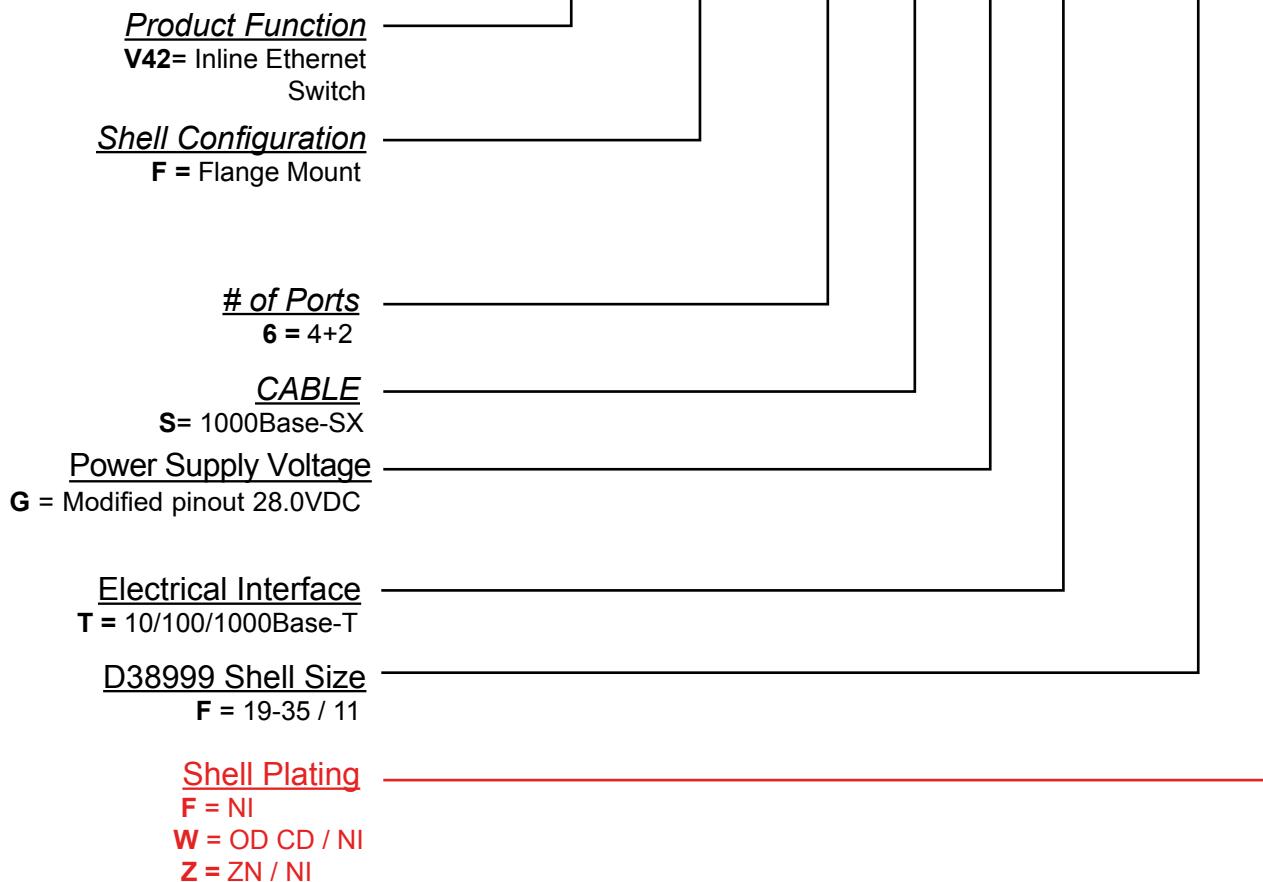 Product Function
V42= Inline Ethernet
Switch
Shell Configuration
F = Flange Mount
# of Ports
6 = 4+2
CABLE
S= 1000Base-SX
Power Supply Voltage
G = Modified pinout 28.0VDC
Electrical Interface
T = 10/100/1000Base-T
D38999 Shell Size
F = 19-35 / 11
Shell Plating
F = NI
W = OD CD / NI
Z = ZN / NI